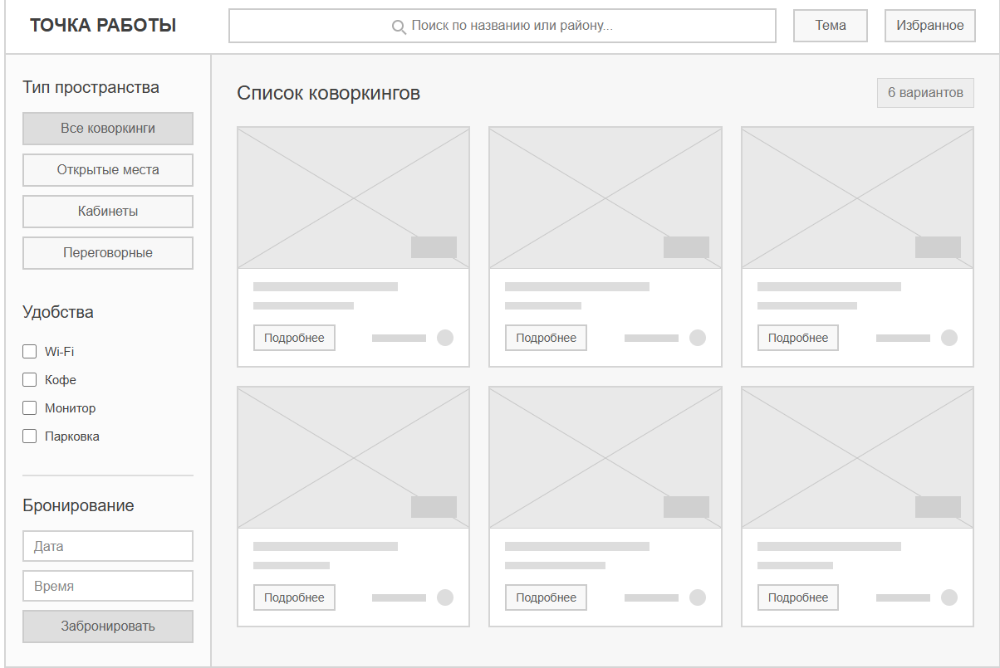 ТОЧКА РАБОТЫ
Поиск по названию или району...
Тема
Избранное
Тип пространства
Все коворкинги
Открытые места
Кабинеты
Переговорные
Удобства
Wi-Fi
Кофе
Монитор
Парковка
Бронирование
Дата
Время
Забронировать
Список коворкингов
6 вариантов
Подробнее
Подробнее
Подробнее
Подробнее
Подробнее
Подробнее